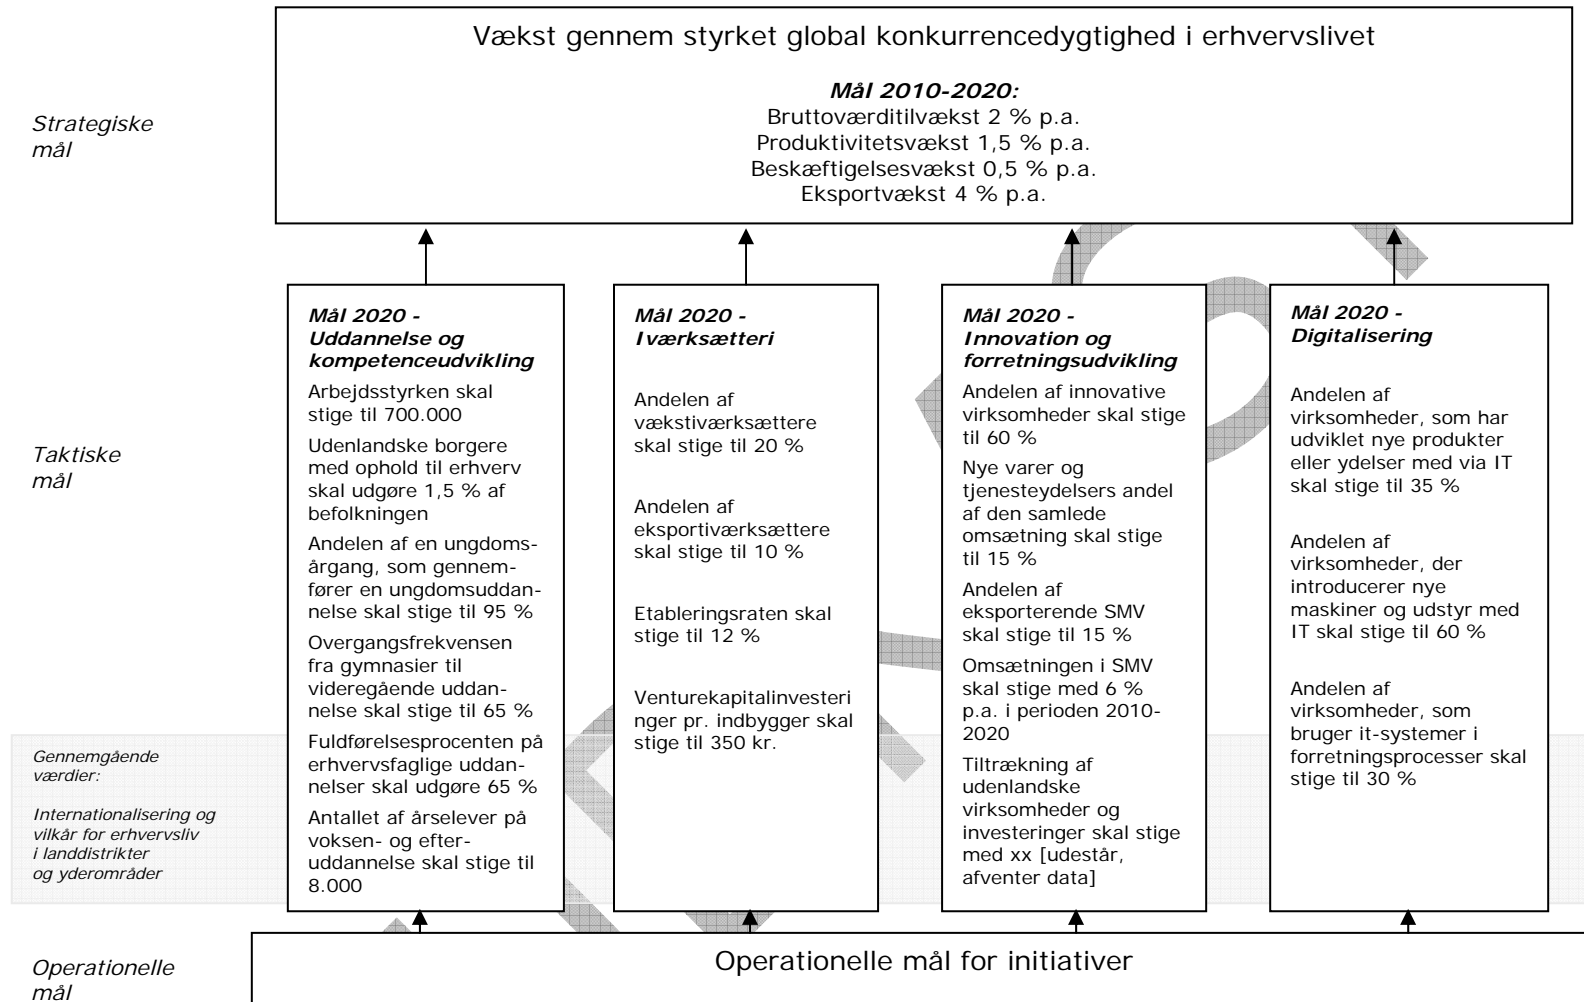 Vækst gennem styrket global konkurrencedygtighed i erhvervslivet
Mål 2010-2020:
Bruttoværditilvækst 2 % p.a.
Produktivitetsvækst 1,5 % p.a.
Beskæftigelsesvækst 0,5 % p.a.
Eksportvækst 4 % p.a.
Strategiske
mål
Taktiske
mål
Mål 2020 -
Uddannelse og
kompetenceudvikling
Arbejdsstyrken skal
stige til 700.000
Udenlandske borgere
med ophold til erhverv
skal udgøre 1,5 % af
befolkningen
Andelen af en ungdoms-
årgang, som gennem-
fører en ungdomsuddan-
nelse skal stige til 95 %
Overgangsfrekvensen
fra gymnasier til
videregående uddan-
nelse skal stige til 65 %
Fuldførelsesprocenten på
erhvervsfaglige uddan-
nelser skal udgøre 65 %
Antallet af årselever på
voksen- og efter-
uddannelse skal stige til
8.000
Mål 2020 -
Iværksætteri
Andelen af
vækstiværksættere
skal stige til 20 %
Andelen af
eksportiværksættere
skal stige til 10 %
Etableringsraten skal
stige til 12 %
Venturekapitalinvesteri
nger pr. indbygger skal
stige til 350 kr.
Mål 2020 -
Innovation og
forretningsudvikling
Andelen af innovative
virksomheder skal stige
til 60 %
Nye varer og
tjenesteydelsers andel
af den samlede
omsætning skal stige
til 15 %
Andelen af
eksporterende SMV
skal stige til 15 %
Omsætningen i SMV
skal stige med 6 %
p.a. i perioden 2010-
2020
Tiltrækning af
udenlandske
virksomheder og
investeringer skal stige
med xx [udestår,
afventer data]
Mål 2020 -
Digitalisering
Andelen af
virksomheder, som har
udviklet nye produkter
eller ydelser med via IT
skal stige til 35 %
Andelen af
virksomheder, der
introducerer nye
maskiner og udstyr med
IT skal stige til 60 %
Andelen af
virksomheder, som
bruger it-systemer i
forretningsprocesser skal
stige til 30 %
Gennemgående
værdier:
Internationalisering og
vilkår for erhvervsliv
i landdistrikter
og yderområder
Operationelle
mål
Operationelle mål for initiativer